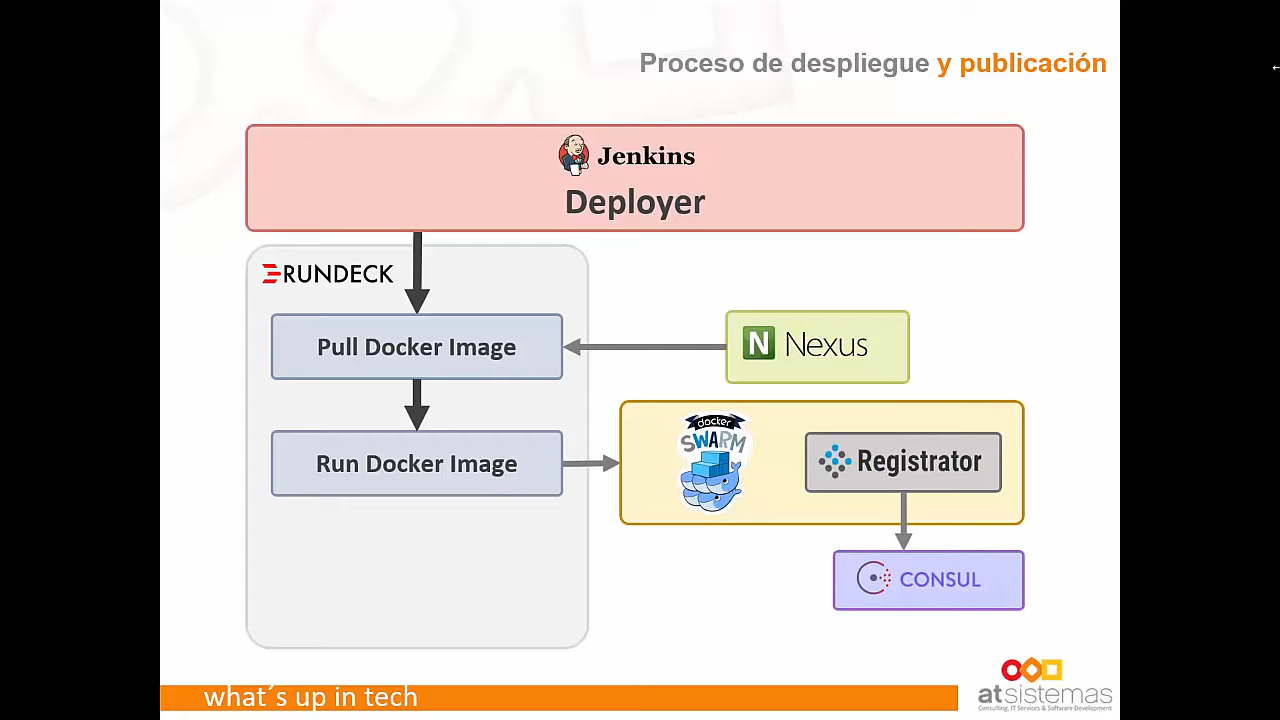 Proceso de despliegue y publicación
Jenkins
Deployer
RUNDECK
Pull Docker Image
N Nexus
Run Docker Image
docker
SWARM
Registrator
CONSUL
what´s up in tech
atsistemas
Consulting, IT Services & Software Development